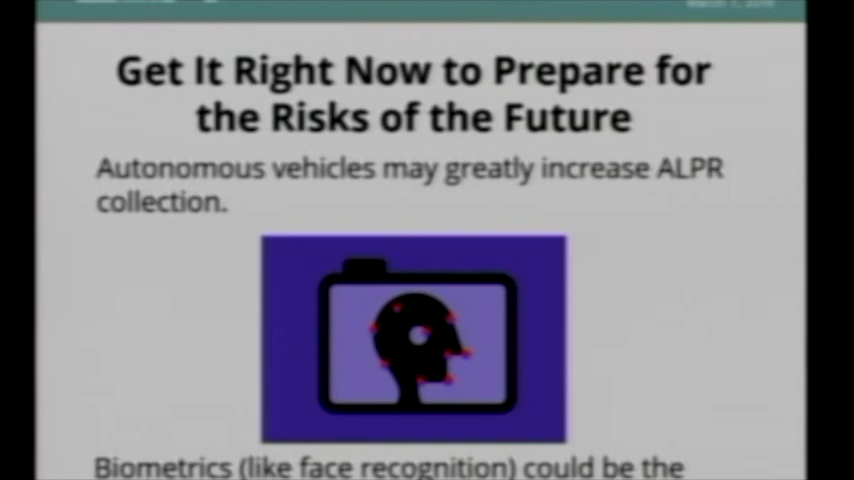 Get It Right Now to Prepare for
the Risks of the Future
Autonomous vehicles may greatly increase ALPR
collection.
Biometrics (like face recognition) could be the